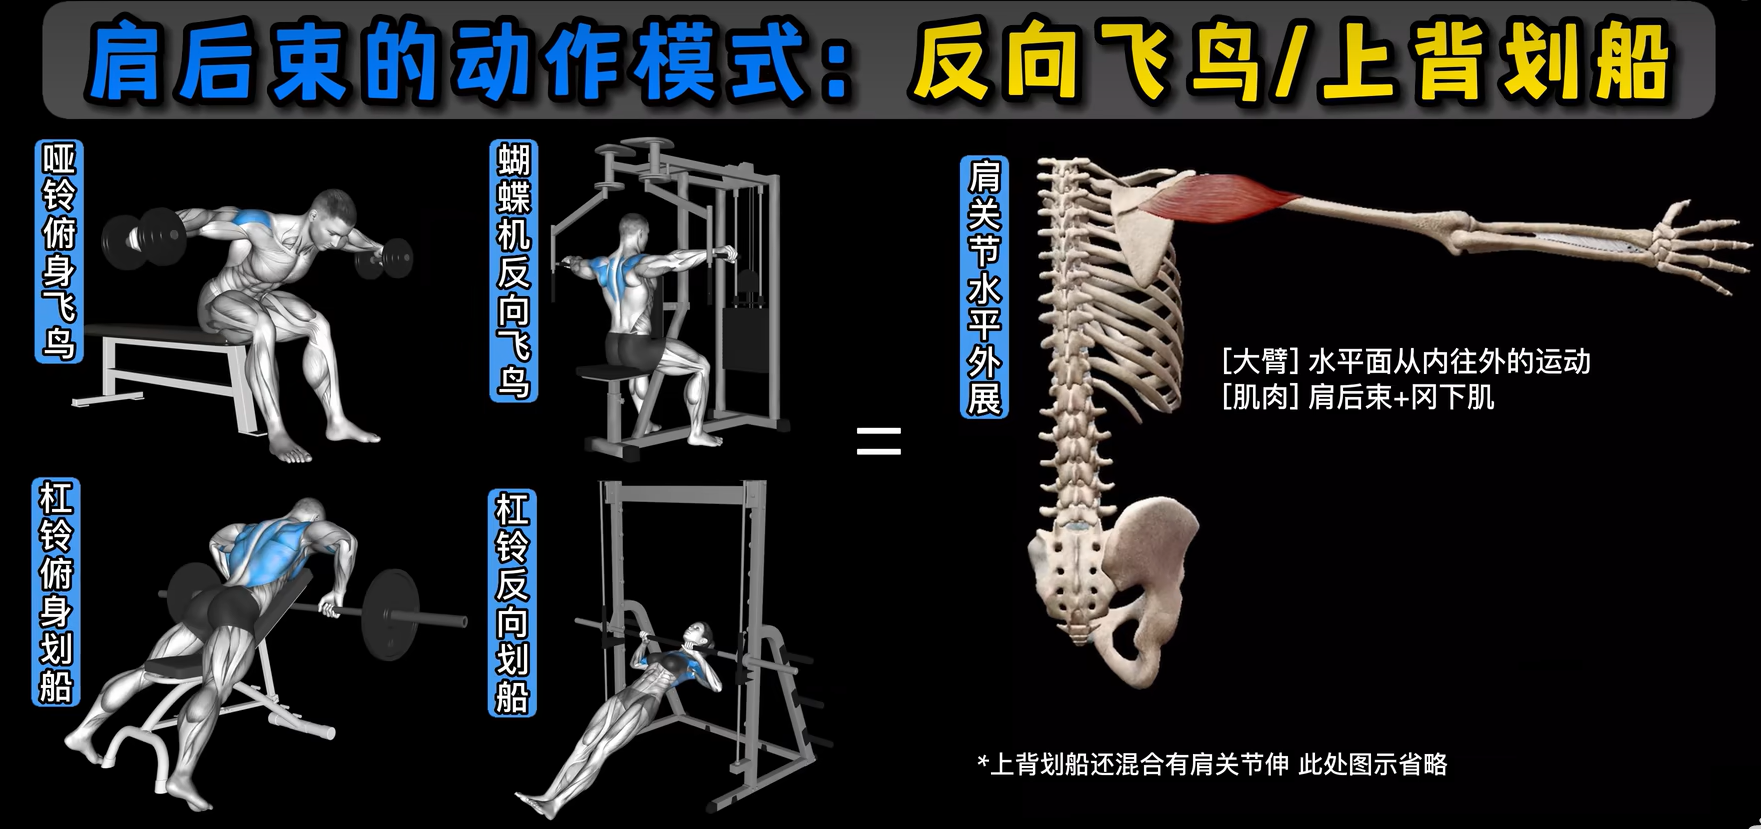 肩后束的动作模式：反向飞鸟/上背划船
哑铃俯身飞鸟
蝴蝶机反向飞鸟
肩关节水平外展
[大臂] 水平面从内往外的运动
[肌肉] 肩后束+冈下肌
=
杠铃俯身划船
杠铃反向划船
*上背划船还混合有肩关节伸 此处图示省略